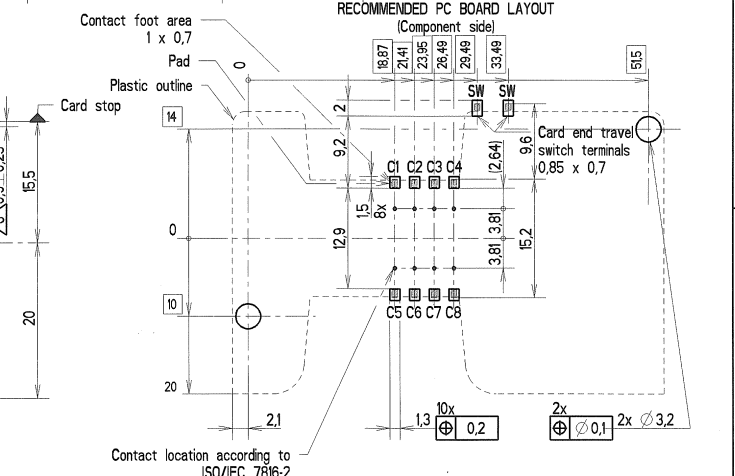 RECOMMENDED PC BOARD LAYOUT
(Component side)
Contact foot area
1 x 0,7
Pad
Plastic outline
Card stop
0
18,87
21,41
23,95
26,49
29,49
33,49
51,5
SW SW
14
2
9,2
Card end travel
switch terminals
0,85 x 0,7
(2,64)
9,6
C1 C2 C3 C4
1,5
8x
15,5
0
12,9
3,81
3,81
15,2
10
C5 C6 C7 C8
20
20
2,1
1,3
10x
0,2
2x
Ø 0,1
2x Ø 3,2
Contact location according to
ISO/IEC 7816-2